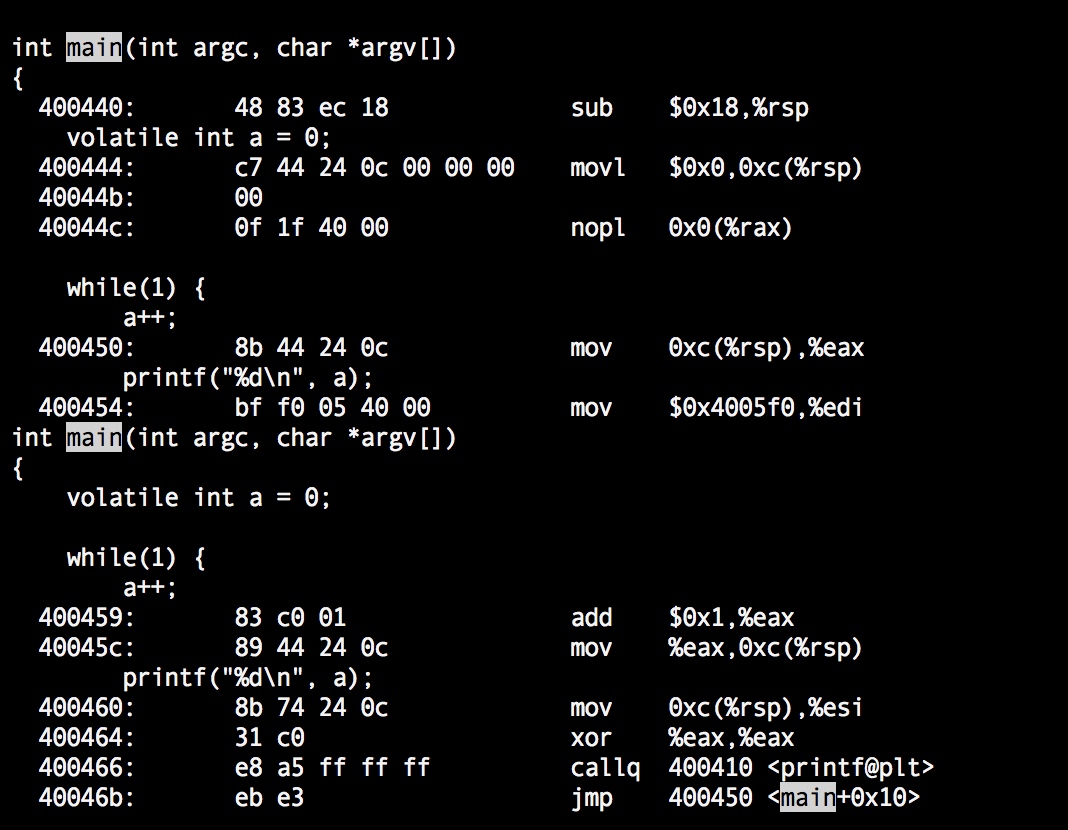 int main(int argc, char *argv[])
{
  400440:       48 83 ec 18             sub    $0x18,%rsp
    volatile int a = 0;
  400444:       c7 44 24 0c 00 00 00    movl   $0x0,0xc(%rsp)
  40044b:       00
  40044c:       0f 1f 40 00             nopl   0x0(%rax)
    while(1) {
        a++;
  400450:       8b 44 24 0c             mov    0xc(%rsp),%eax
        printf("%d\n", a);
  400454:       bf f0 05 40 00          mov    $0x4005f0,%edi
int main(int argc, char *argv[])
{
    volatile int a = 0;
    while(1) {
        a++;
  400459:       83 c0 01                add    $0x1,%eax
  40045c:       89 44 24 0c             mov    %eax,0xc(%rsp)
        printf("%d\n", a);
  400460:       8b 74 24 0c             mov    0xc(%rsp),%esi
  400464:       31 c0                   xor    %eax,%eax
  400466:       e8 a5 ff ff ff          callq  400410 <printf@plt>
  40046b:       eb e3                   jmp    400450 <main+0x10>